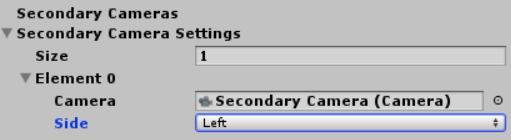 Secondary Cameras
Secondary Camera Settings
Size 1
Element 0
Camera Secondary Camera (Camera)
Side Left